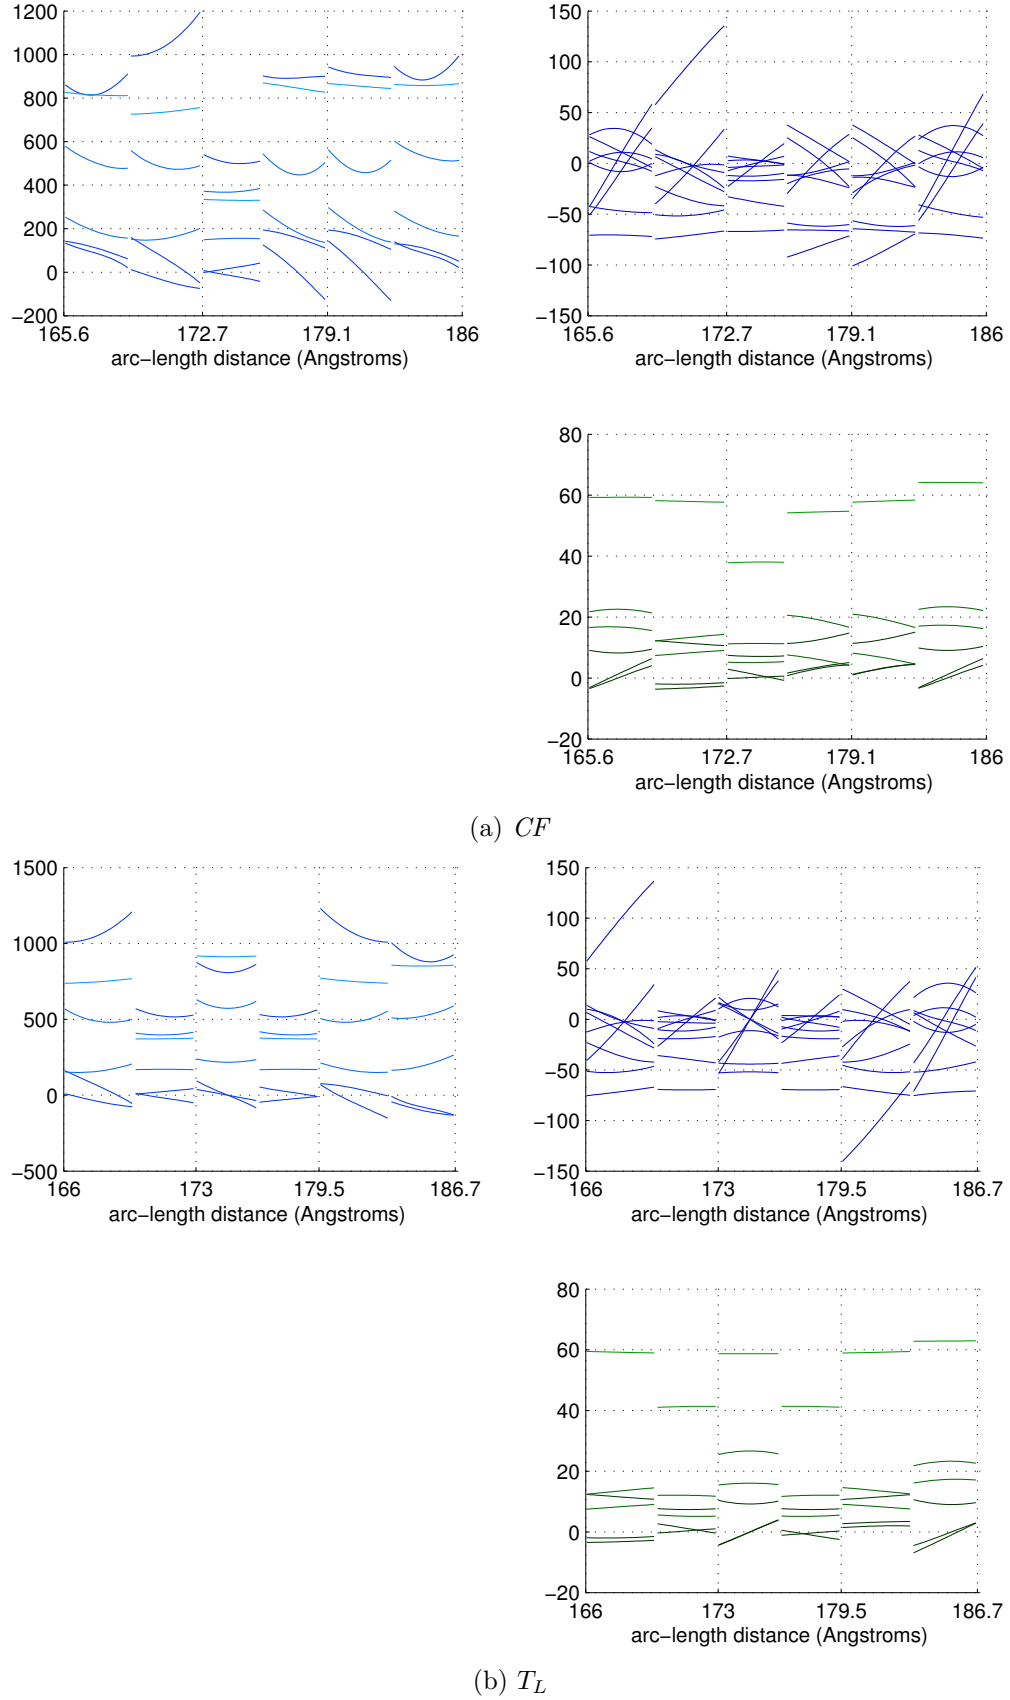 1200
1000
800
600
400
200
0
−200
165.6 172.7 179.1 186
arc−length distance (Angstroms)
150
100
50
0
−50
−100
−150
165.6 172.7 179.1 186
arc−length distance (Angstroms)
80
60
40
20
0
−20
165.6 172.7 179.1 186
arc−length distance (Angstroms)
(a) CF
1500
1000
500
0
−500
166 173 179.5 186.7
arc−length distance (Angstroms)
150
100
50
0
−50
−100
−150
166 173 179.5 186.7
arc−length distance (Angstroms)
80
60
40
20
0
−20
166 173 179.5 186.7
arc−length distance (Angstroms)
(b) T_L